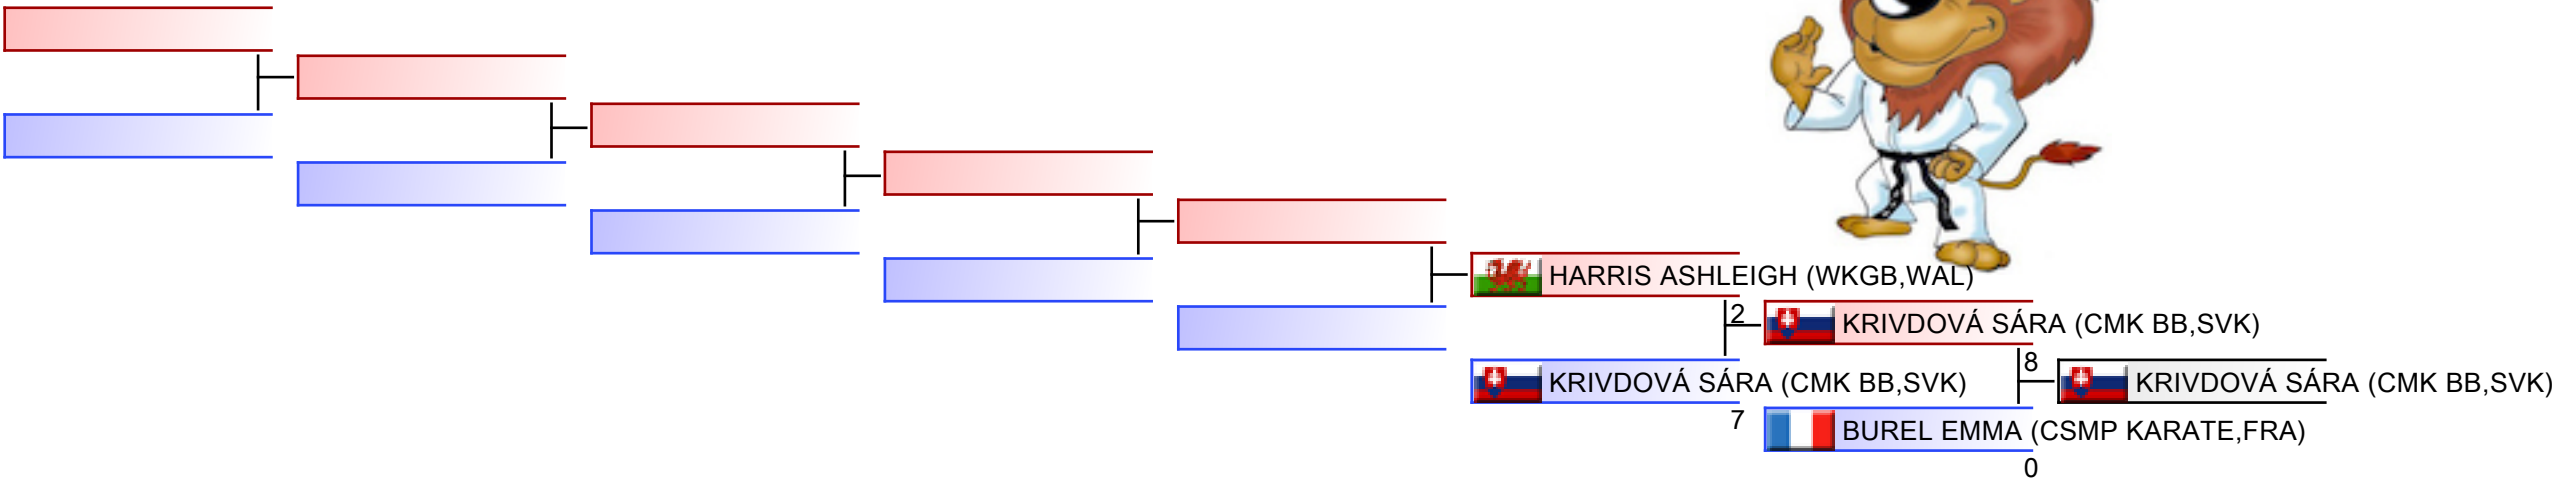 HARRIS ASHLEIGH (WKGB,WAL)
2
KRIVDOVÁ SÁRA (CMK BB,SVK)
8
KRIVDOVÁ SÁRA (CMK BB,SVK)
KRIVDOVÁ SÁRA (CMK BB,SVK)
7
BUREL EMMA (CSMP KARATE,FRA)
0